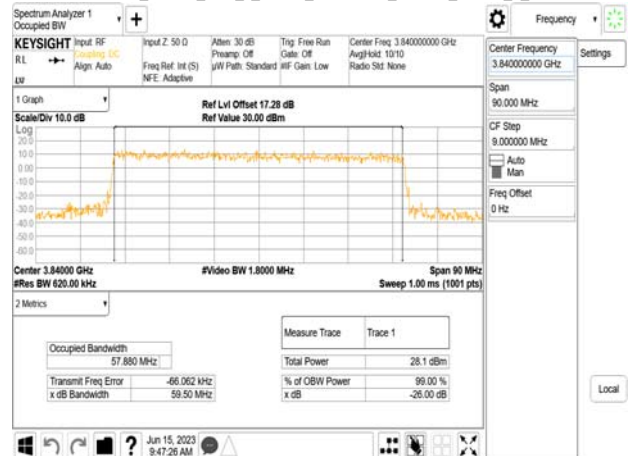 Spectrum Analyzer 1
Occupied BW
+
Frequency
KEYSIGHT
Input: RF
Input Z: 50 Ω
Atten: 30 dB
Trig: Free Run
Center Freq: 3.840000000 GHz
RL
Coupling: DC
Preamp: Off
Gate: Off
Avg|Hold: 10/10
Align: Auto
Freq Ref: Int (S)
µW Path: Standard
#IF Gain: Low
Radio Std: None
NFE: Adaptive
Center Frequency
3.840000000 GHz
Settings
Span
90.000 MHz
CF Step
9.000000 MHz
Auto
Man
Freq Offset
0 Hz
Local
1 Graph
Ref Lvl Offset 17.28 dB
Scale/Div 10.0 dB
Ref Value 30.00 dBm
Log
20.0
10.0
0.00
-10.0
-20.0
-30.0
-40.0
-50.0
-60.0
Center 3.84000 GHz
#Video BW 1.8000 MHz
Span 90 MHz
#Res BW 620.00 kHz
Sweep 1.00 ms (1001 pts)
2 Metrics
Measure Trace
Trace 1
Occupied Bandwidth
57.880 MHz
Total Power
28.1 dBm
Transmit Freq Error
-66.062 kHz
% of OBW Power
99.00 %
x dB Bandwidth
59.50 MHz
x dB
-26.00 dB
?
Jun 15, 2023
9:47:26 AM